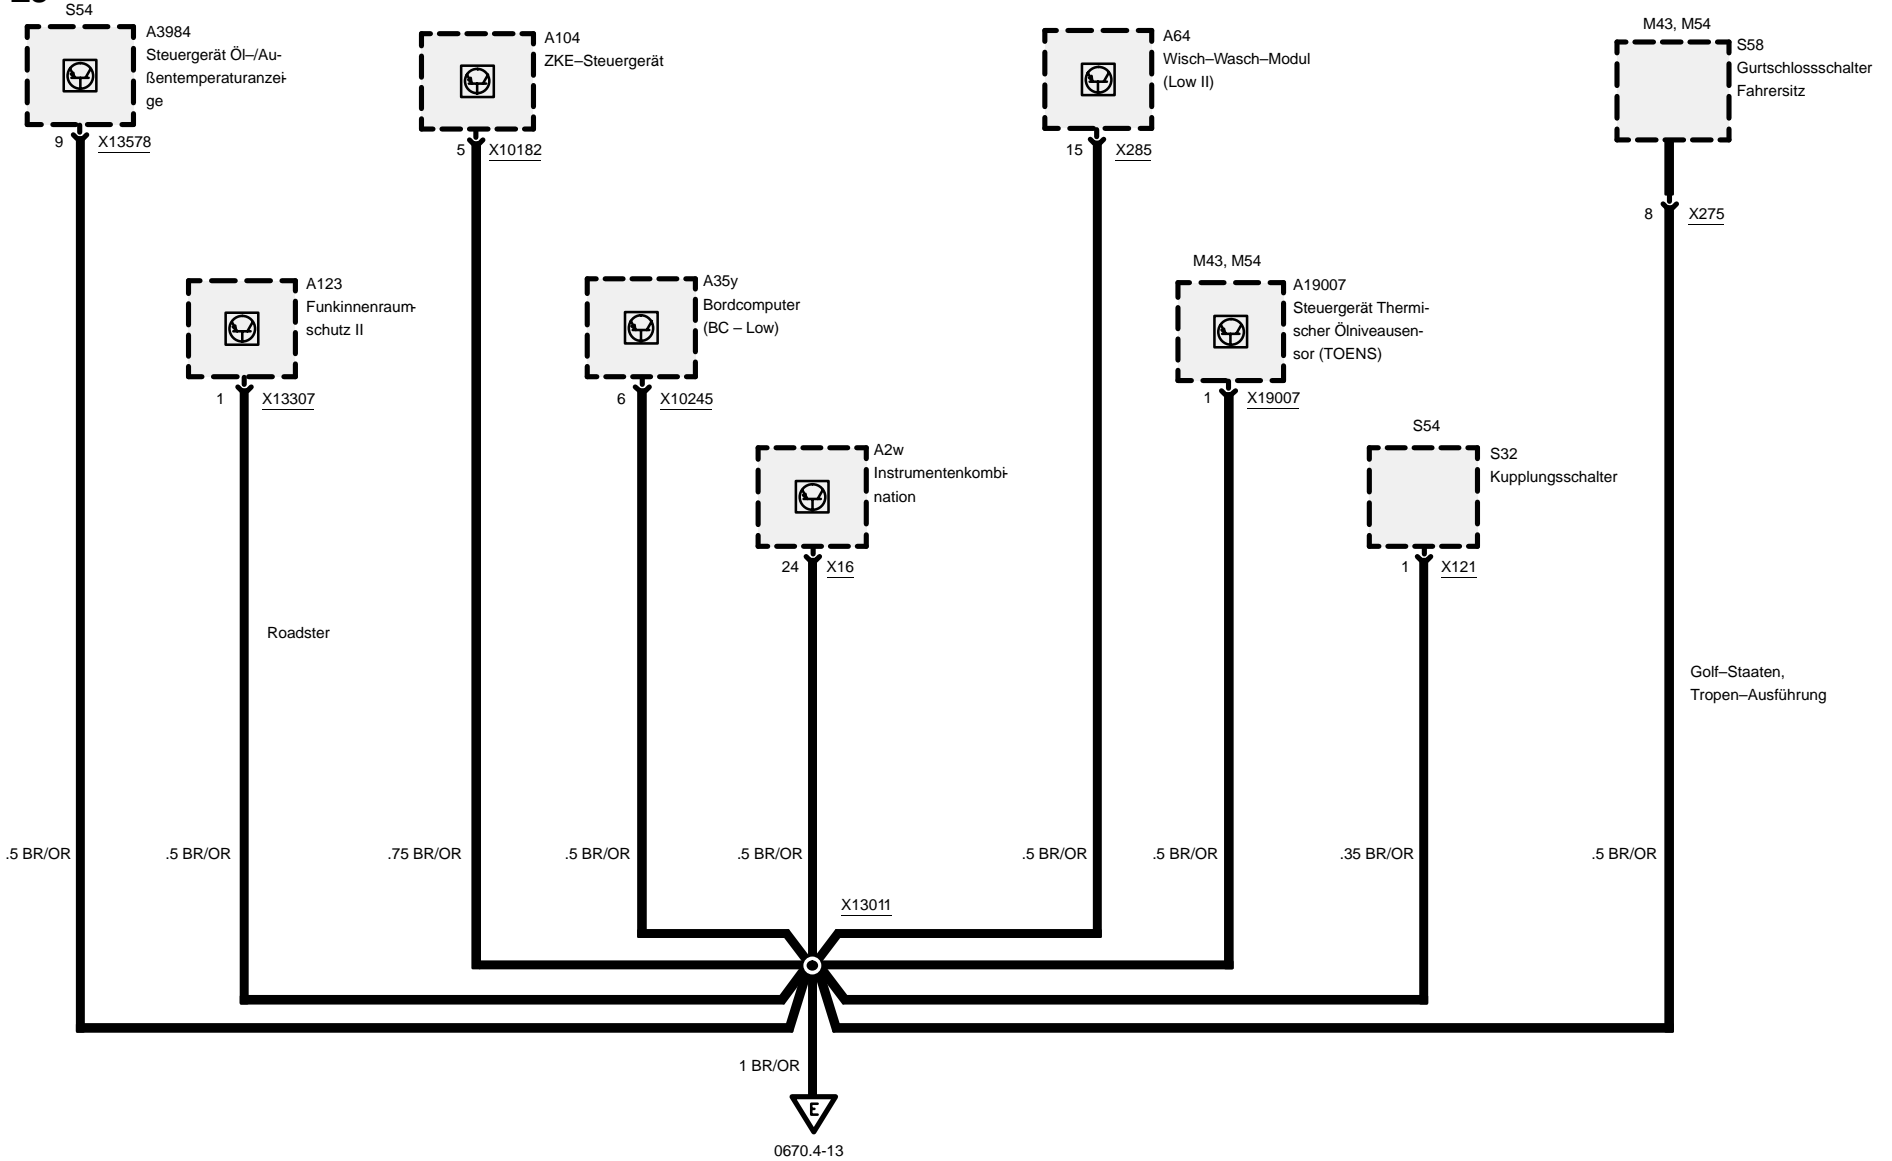 S54
A3984
Steuergerät Öl–/Au-
ßentemperaturanzei-
ge
9 X13578
A104
ZKE–Steuergerät
5 X10182
A64
Wisch–Wasch–Modul
(Low II)
15 X285
M43, M54
S58
Gurtschlossschalter
Fahrersitz
8 X275
A123
Funkinnenraum-
schutz II
1 X13307
A35y
Bordcomputer
(BC – Low)
6 X10245
M43, M54
A19007
Steuergerät Thermi-
scher Ölniveausen-
sor (TOENS)
1 X19007
A2w
Instrumentenkombi-
nation
24 X16
S54
S32
Kupplungsschalter
1 X121
Roadster
Golf–Staaten,
Tropen–Ausführung
.5 BR/OR .5 BR/OR .75 BR/OR .5 BR/OR .5 BR/OR .5 BR/OR .5 BR/OR .35 BR/OR .5 BR/OR
X13011
1 BR/OR
E
0670.4-13